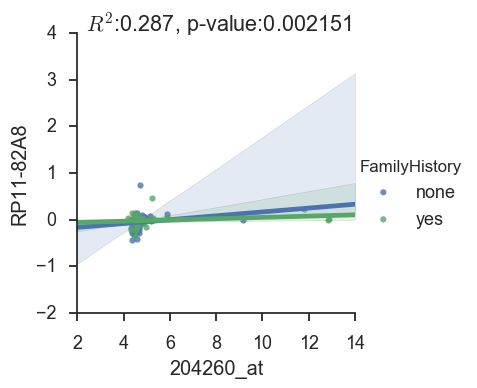 R²:0.287, p-value:0.002151
4
3
2
1
0
−1
−2
RP11-82A8
2 4 6 8 10 12 14
204260_at
FamilyHistory
none
yes